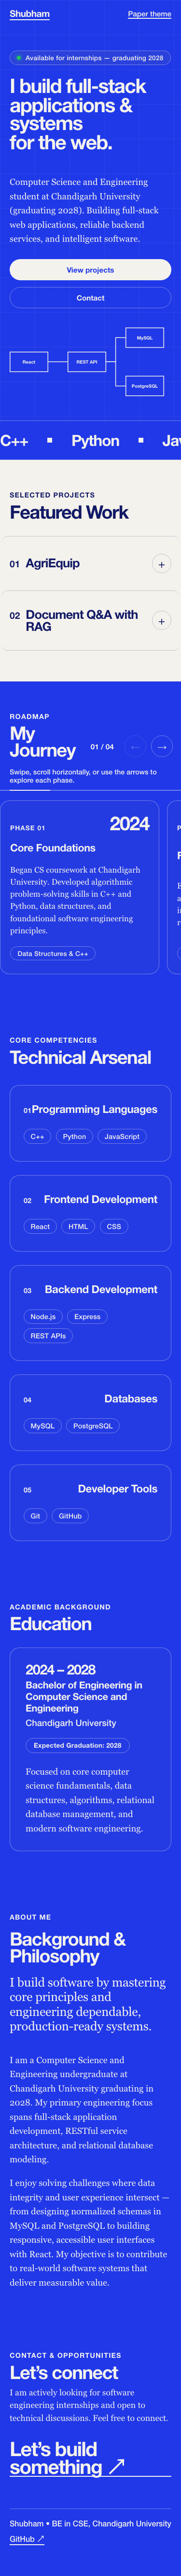 Shubham
Paper theme
Available for internships — graduating 2028
I build full-stack
applications &
systems
for the web.
Computer Science and Engineering
student at Chandigarh University
(graduating 2028). Building full-stack
web applications, reliable backend
services, and intelligent software.
View projects
Contact
MySQL
React
REST API
PostgreSQL
C++ Python
SELECTED PROJECTS
Featured Work
01 AgriEquip +
02 Document Q&A with
RAG
+
ROADMAP
My
Journey
01 / 04 ← →
Swipe, scroll horizontally, or use the arrows to
explore each phase.
PHASE 01
2024
Core Foundations
Began CS coursework at Chandigarh
University. Developed algorithmic
problem-solving skills in C++ and
Python, data structures, and
foundational software engineering
principles.
Data Structures & C++
CORE COMPETENCIES
Technical Arsenal
01 Programming Languages
C++ Python JavaScript
02 Frontend Development
React HTML CSS
03 Backend Development
Node.js Express
REST APIs
04 Databases
MySQL PostgreSQL
05 Developer Tools
Git GitHub
ACADEMIC BACKGROUND
Education
2024 – 2028
Bachelor of Engineering in
Computer Science and
Engineering
Chandigarh University
Expected Graduation: 2028
Focused on core computer
science fundamentals, data
structures, algorithms, relational
database management, and
modern software engineering.
ABOUT ME
Background &
Philosophy
I build software by mastering
core principles and
engineering dependable,
production-ready systems.
I am a Computer Science and
Engineering undergraduate at
Chandigarh University graduating in
2028. My primary engineering focus
spans full-stack application
development, RESTful service
architecture, and relational database
modeling.
I enjoy solving challenges where data
integrity and user experience intersect —
from designing normalized schemas in
MySQL and PostgreSQL to building
responsive, accessible user interfaces
with React. My objective is to contribute
to real-world software systems that
deliver measurable value.
CONTACT & OPPORTUNITIES
Let’s connect
I am actively looking for software
engineering internships and open to
technical discussions. Feel free to connect.
Let’s build
something ↗
Shubham • BE in CSE, Chandigarh University
GitHub ↗